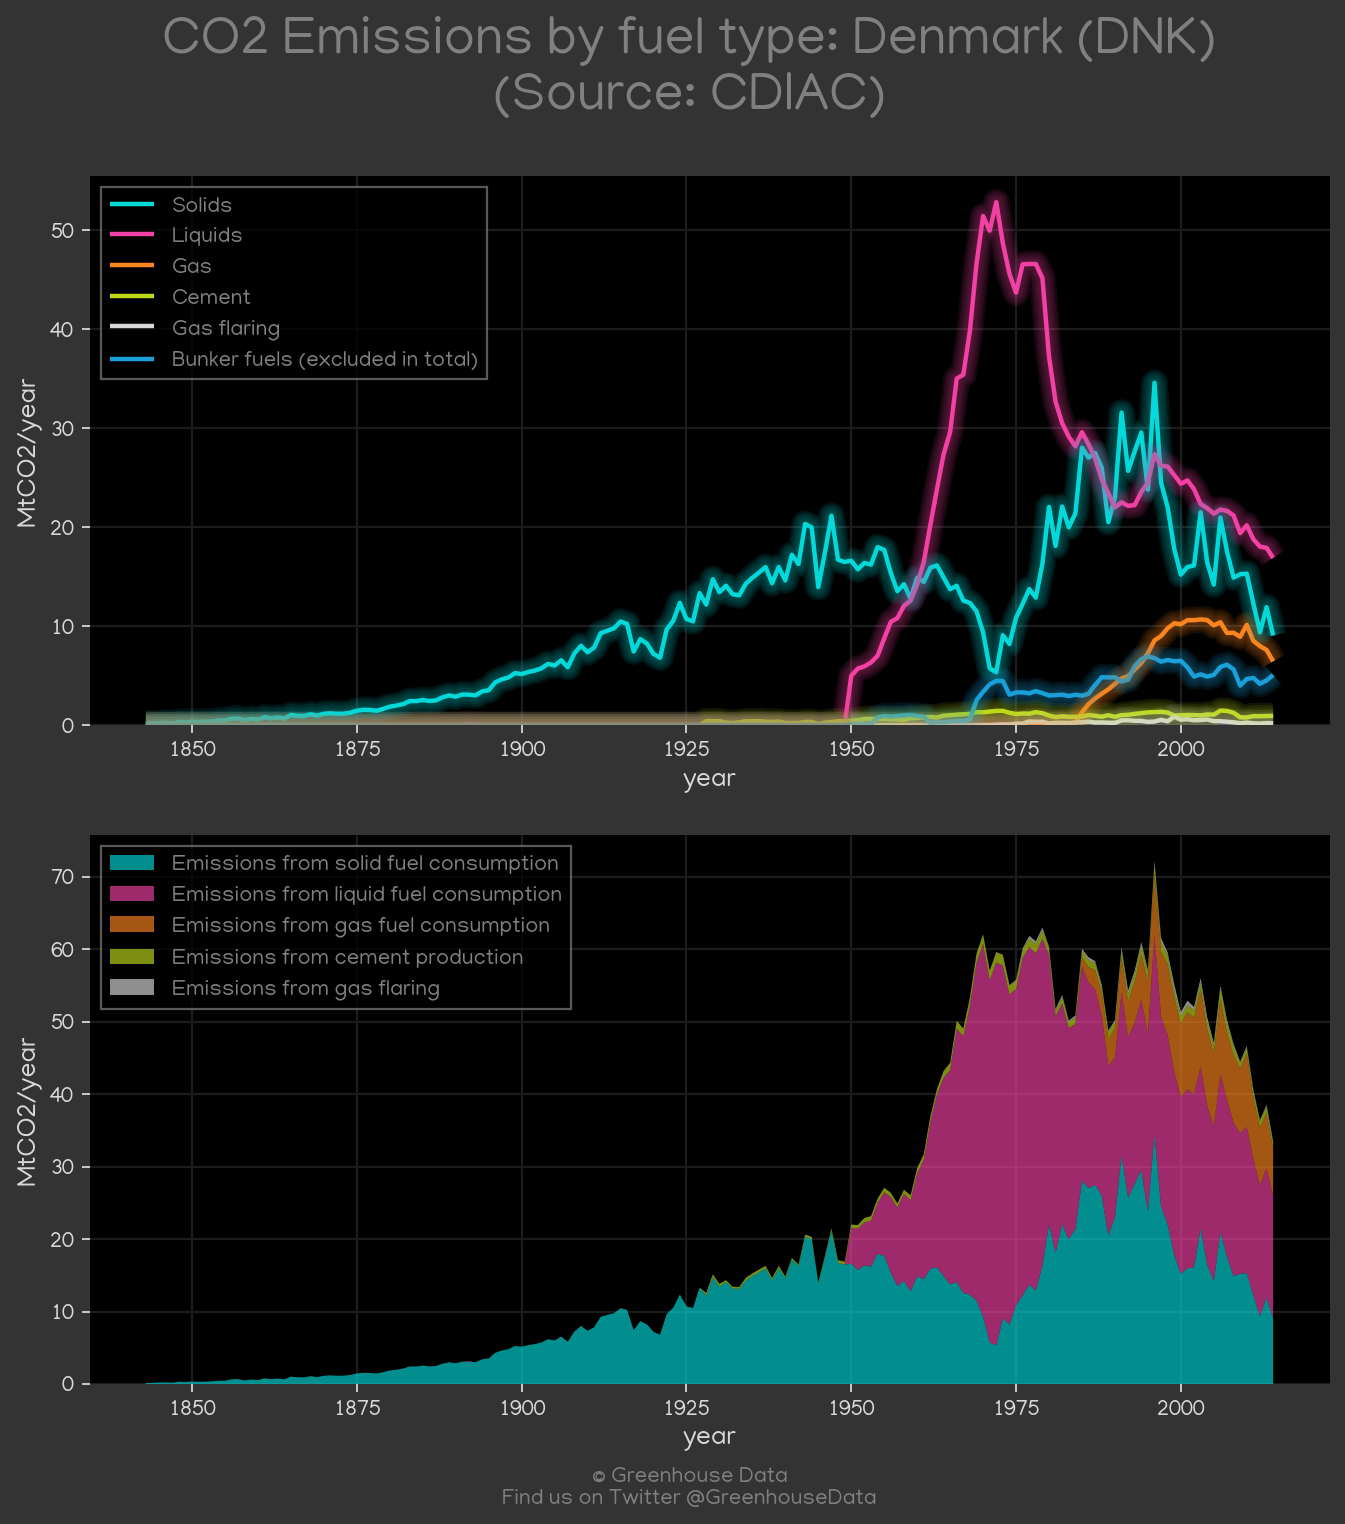 CO2 Emissions by fuel type: Denmark (DNK)
(Source: CDIAC)
Solids
Liquids
Gas
Cement
Gas flaring
Bunker fuels (excluded in total)
MtCO2/year
50
40
30
20
10
0
1850 1875 1900 1925 1950 1975 2000
year
Emissions from solid fuel consumption
Emissions from liquid fuel consumption
Emissions from gas fuel consumption
Emissions from cement production
Emissions from gas flaring
MtCO2/year
70
60
50
40
30
20
10
0
1850 1875 1900 1925 1950 1975 2000
year
© Greenhouse Data
Find us on Twitter @GreenhouseData